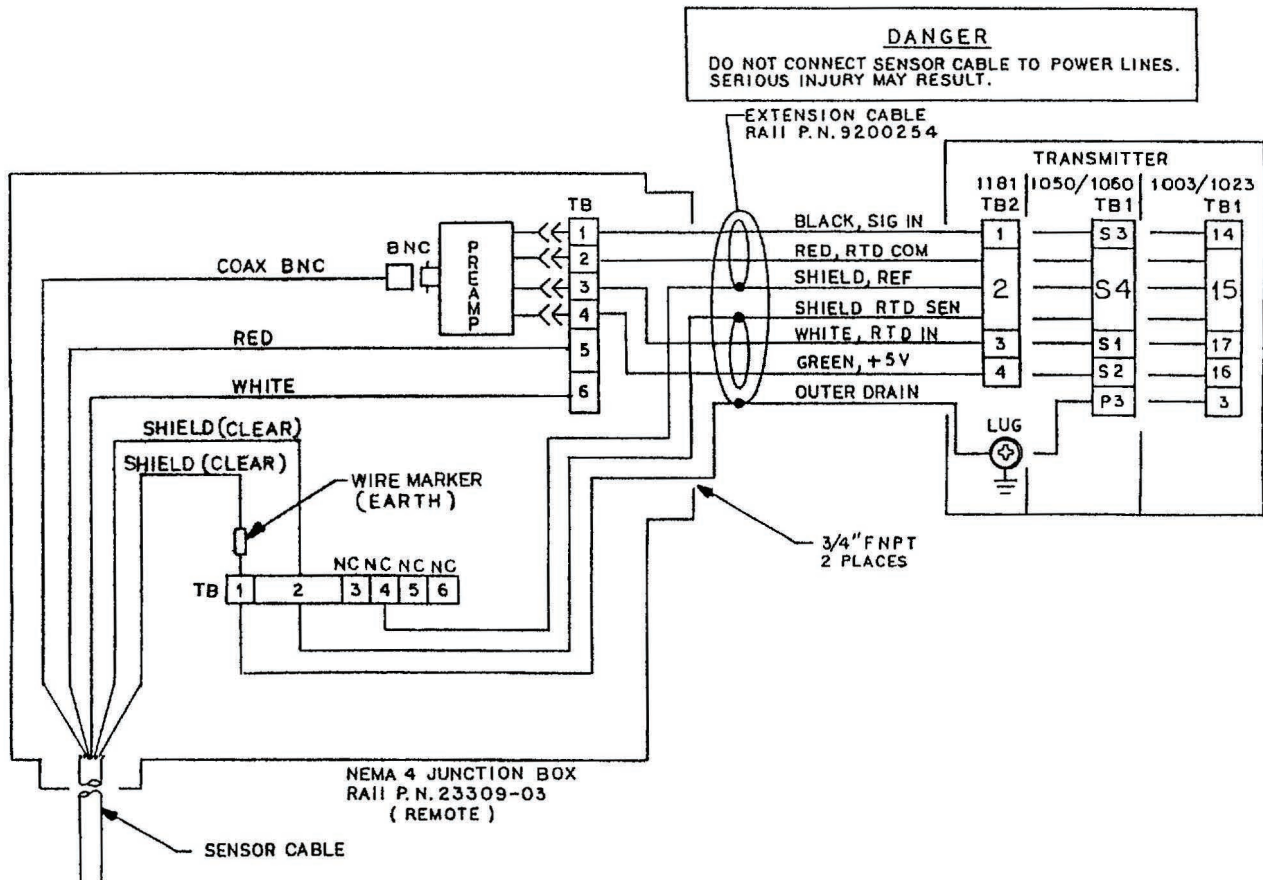 DANGER
DO NOT CONNECT SENSOR CABLE TO POWER LINES.
SERIOUS INJURY MAY RESULT.
EXTENSION CABLE
RAII P.N. 9200254
TRANSMITTER
1181 1050/1060 1003/1023
TB2 TB1 TB1
TB
BNC
PREAMP
COAX BNC
1
2
3
4
5
6
RED
WHITE
SHIELD (CLEAR)
SHIELD (CLEAR)
WIRE MARKER
(EARTH)
NC NC NC NC
TB 1 2 3 4 5 6
BLACK, SIG IN
RED, RTD COM
SHIELD, REF
SHIELD RTD SEN
WHITE, RTD IN
GREEN, +5V
OUTER DRAIN
1 S3 14
2 S4 15
3 S1 17
4 S2 16
P3 3
LUG
3/4" FNPT
2 PLACES
NEMA 4 JUNCTION BOX
RAII P.N. 23309-03
( REMOTE )
SENSOR CABLE